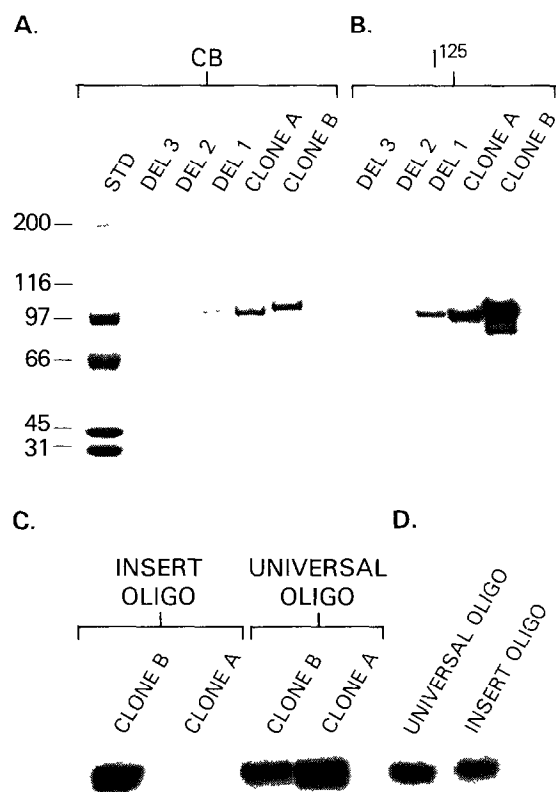 A.
CB
STD
DEL 3
DEL 2
DEL 1
CLONE A
CLONE B
200
116
97
66
45
31
B.
I125
DEL 3
DEL 2
DEL 1
CLONE A
CLONE B
C.
INSERT
OLIGO
UNIVERSAL
OLIGO
CLONE B
CLONE A
CLONE B
CLONE A
D.
UNIVERSAL OLIGO
INSERT OLIGO